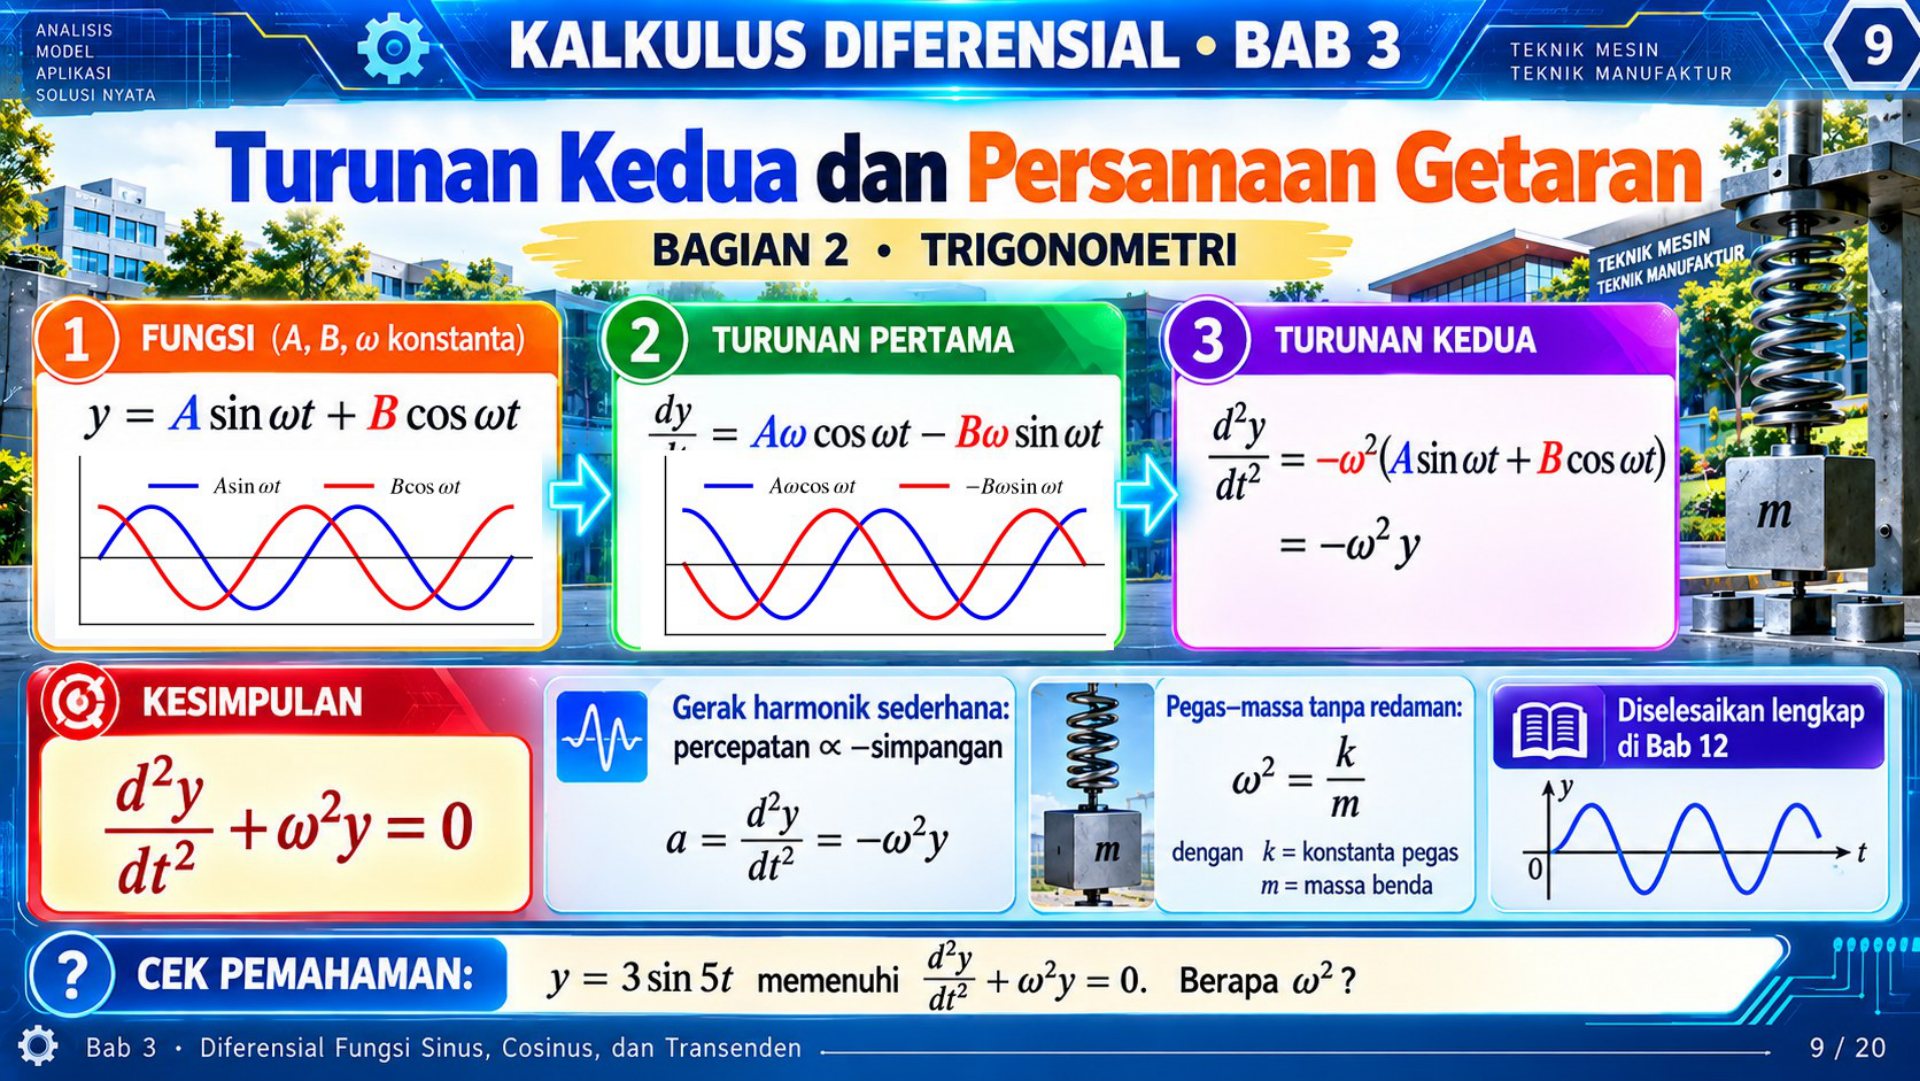 ANALISIS
MODEL
APLIKASI
SOLUSI NYATA
KALKULUS DIFERENSIAL • BAB 3
TEKNIK MESIN
TEKNIK MANUFAKTUR
9
Turunan Kedua dan Persamaan Getaran
BAGIAN 2 • TRIGONOMETRI
TEKNIK MESIN
TEKNIK MANUFAKTUR
m
1 FUNGSI (A, B, ω konstanta)
y = A sin ωt + B cos ωt
A sin ωt B cos ωt
2 TURUNAN PERTAMA
dy/ = Aω cos ωt − Bω sin ωt
Aω cos ωt −Bω sin ωt
3 TURUNAN KEDUA
d²y/dt² = −ω²(A sin ωt + B cos ωt)
= −ω² y
KESIMPULAN
d²y/dt² + ω²y = 0
Gerak harmonik sederhana:
percepatan ∝ −simpangan
a = d²y/dt² = −ω²y
m
Pegas–massa tanpa redaman:
ω² = k/m
dengan k = konstanta pegas
m = massa benda
Diselesaikan lengkap
di Bab 12
y
0
t
? CEK PEMAHAMAN:
y = 3 sin 5t memenuhi d²y/dt² + ω²y = 0. Berapa ω² ?
Bab 3 • Diferensial Fungsi Sinus, Cosinus, dan Transenden
9 / 20